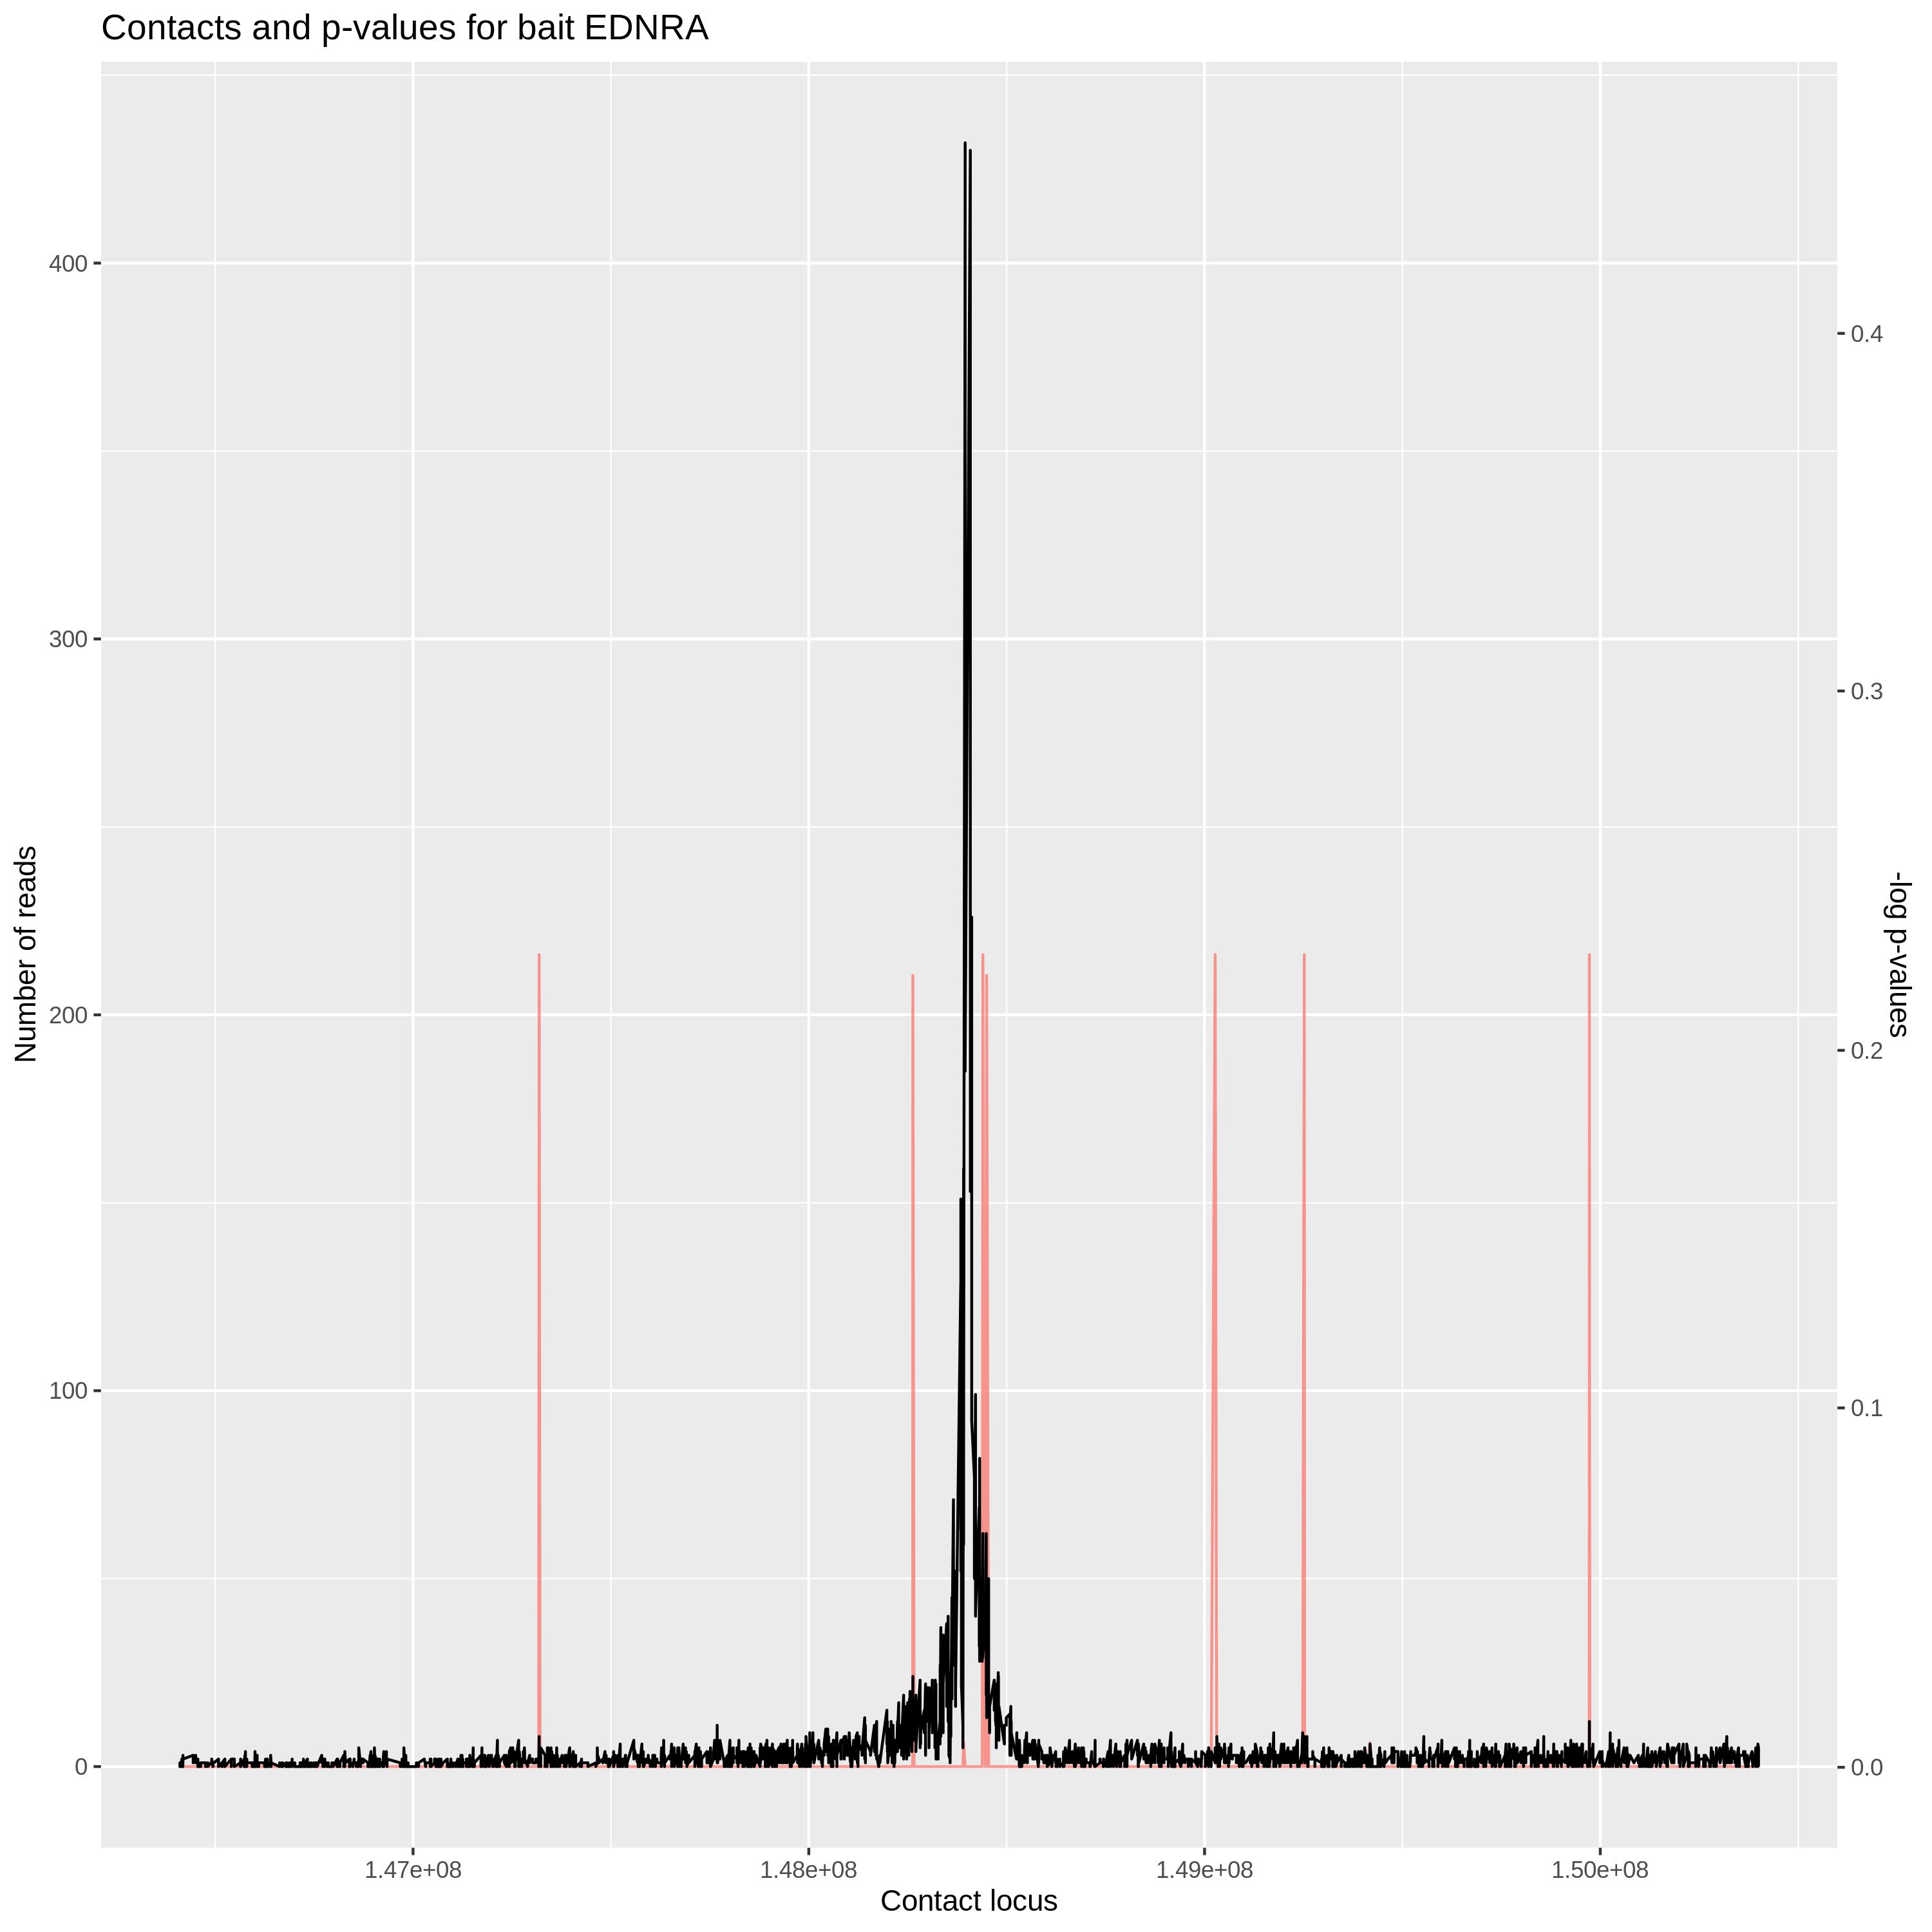 Contacts and p-values for bait EDNRA
Number of reads
400
300
200
100
0
0.4
0.3
0.2
0.1
0.0
-log p-values
1.47e+08
1.48e+08
1.49e+08
1.50e+08
Contact locus